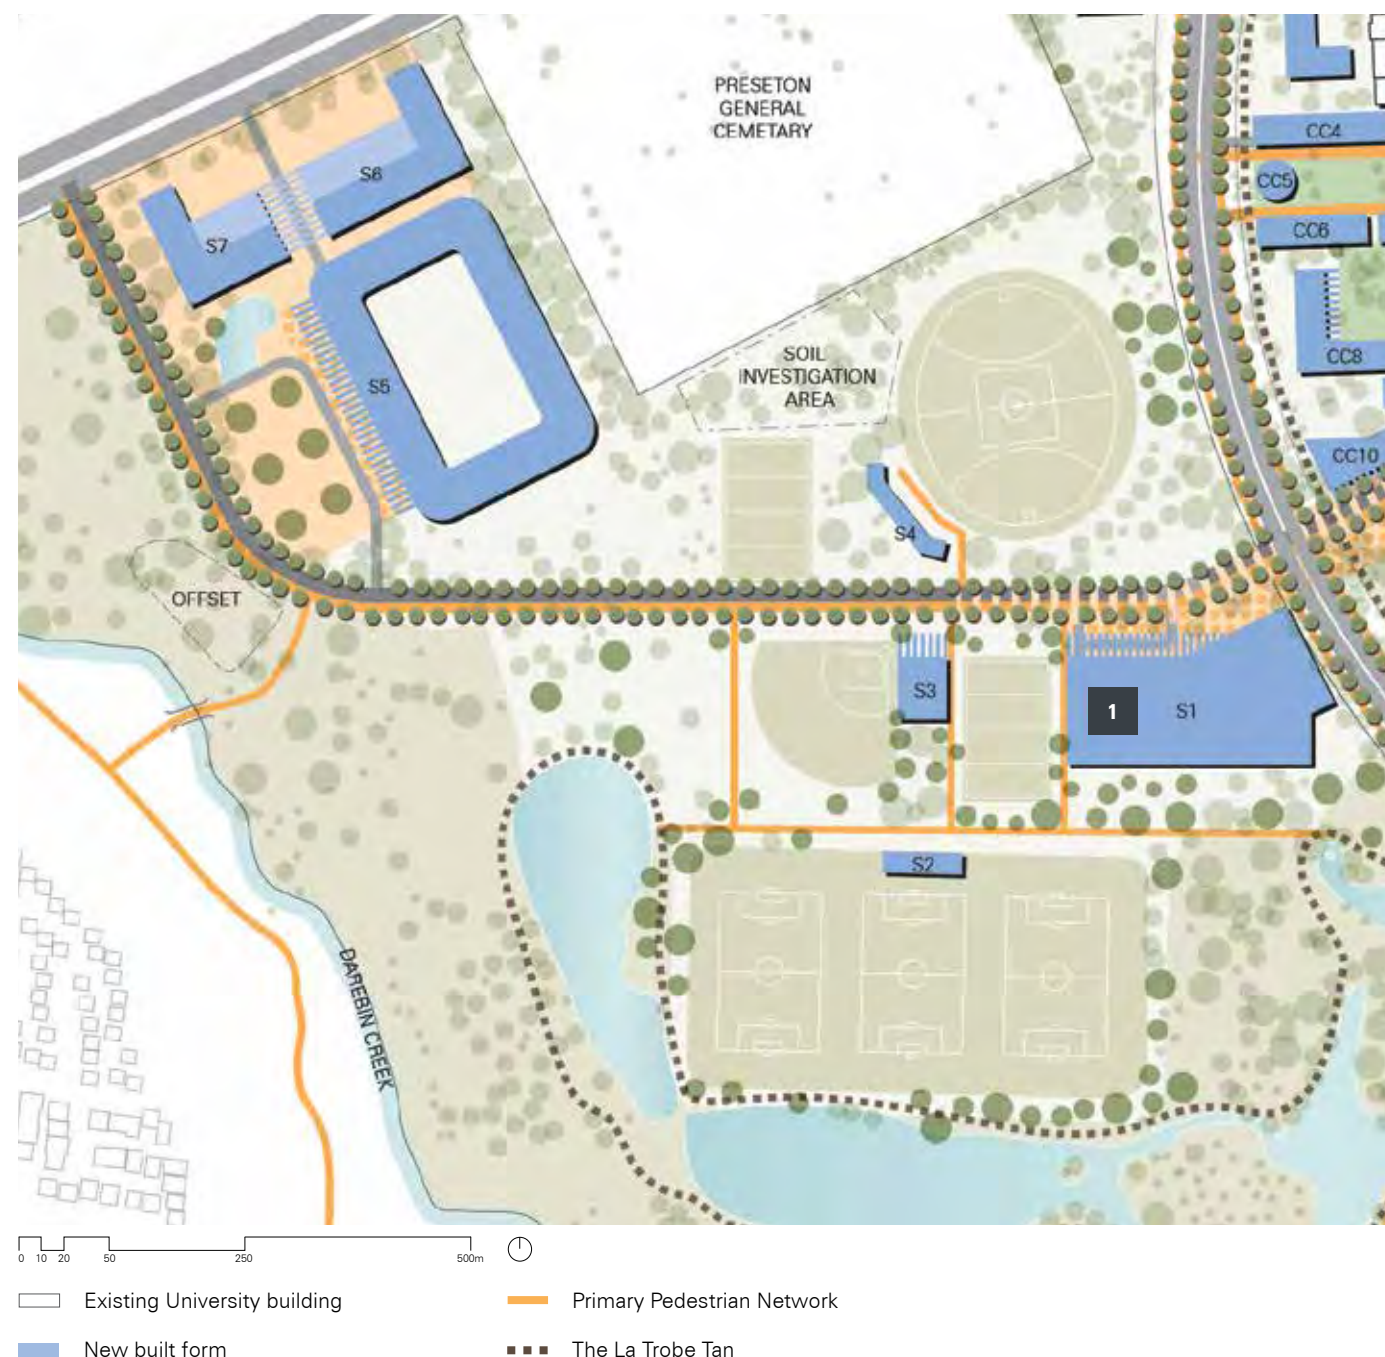 PRESETON
GENERAL
CEMETARY
CC4
CC5
CC6
CC8
CC10
S6
S7
S5
SOIL
INVESTIGATION
AREA
S4
OFFSET
S3
1
S1
S2
DAREBIN CREEK
0 10 20 50 250 500m
Existing University building
Primary Pedestrian Network
New built form
The La Trobe Tan